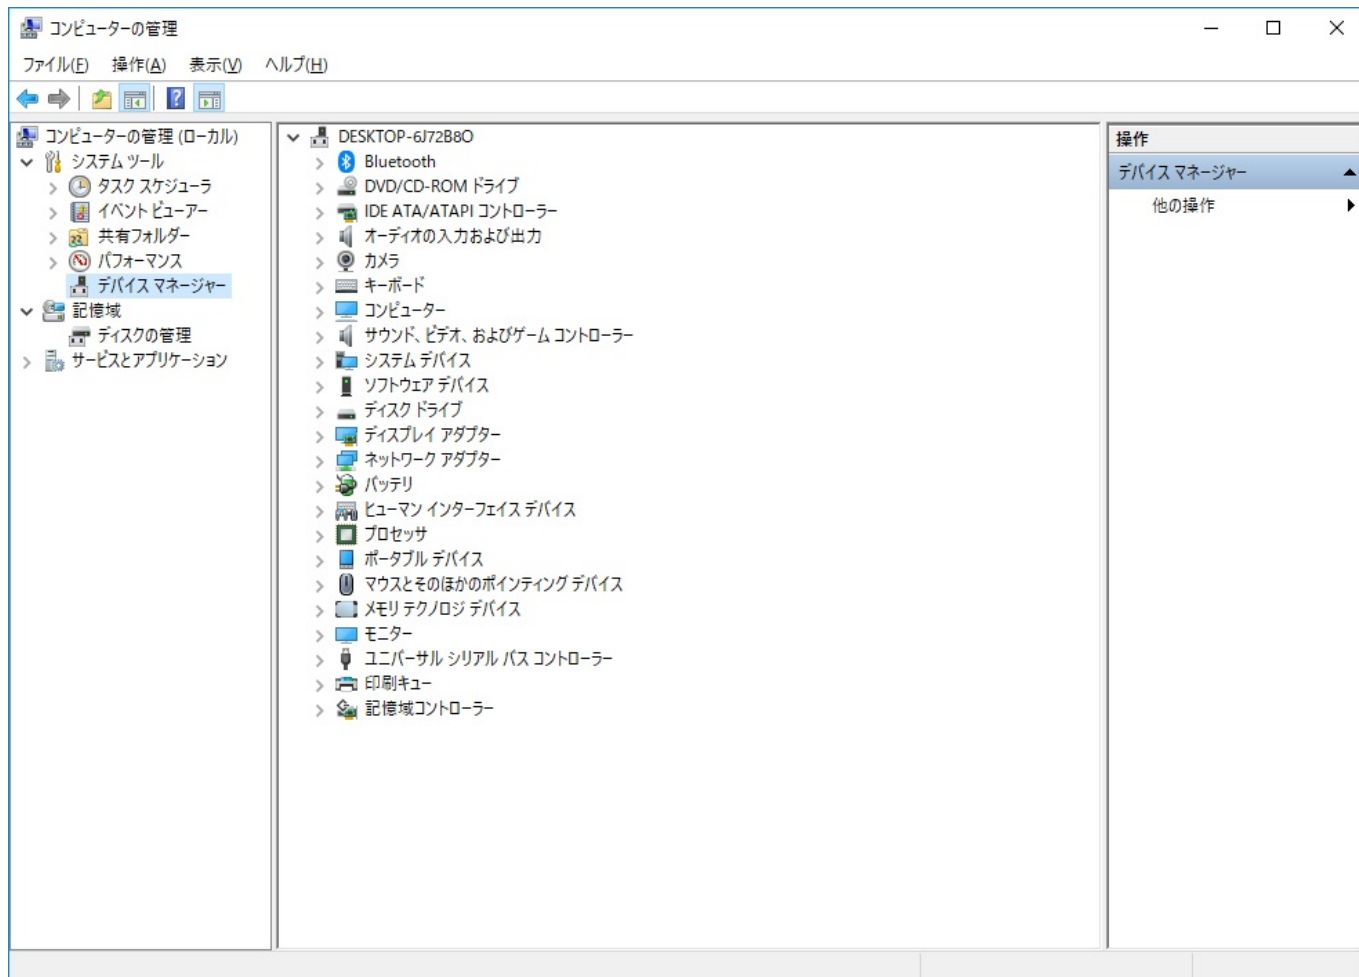 コンピューターの管理
ファイル(F) 操作(A) 表示(V) ヘルプ(H)
コンピューターの管理 (ローカル)
システム ツール
タスク スケジューラ
イベント ビューアー
共有フォルダー
パフォーマンス
デバイス マネージャー
記憶域
ディスクの管理
サービスとアプリケーション
DESKTOP-6J72B8O
Bluetooth
DVD/CD-ROM ドライブ
IDE ATA/ATAPI コントローラー
オーディオの入力および出力
カメラ
キーボード
コンピューター
サウンド、ビデオ、およびゲーム コントローラー
システム デバイス
ソフトウェア デバイス
ディスク ドライブ
ディスプレイ アダプター
ネットワーク アダプター
バッテリ
ヒューマン インターフェイス デバイス
プロセッサ
ポータブル デバイス
マウスとそのほかのポインティング デバイス
メモリ テクノロジ デバイス
モニター
ユニバーサル シリアル バス コントローラー
印刷キュー
記憶域コントローラー
操作
デバイス マネージャー
他の操作